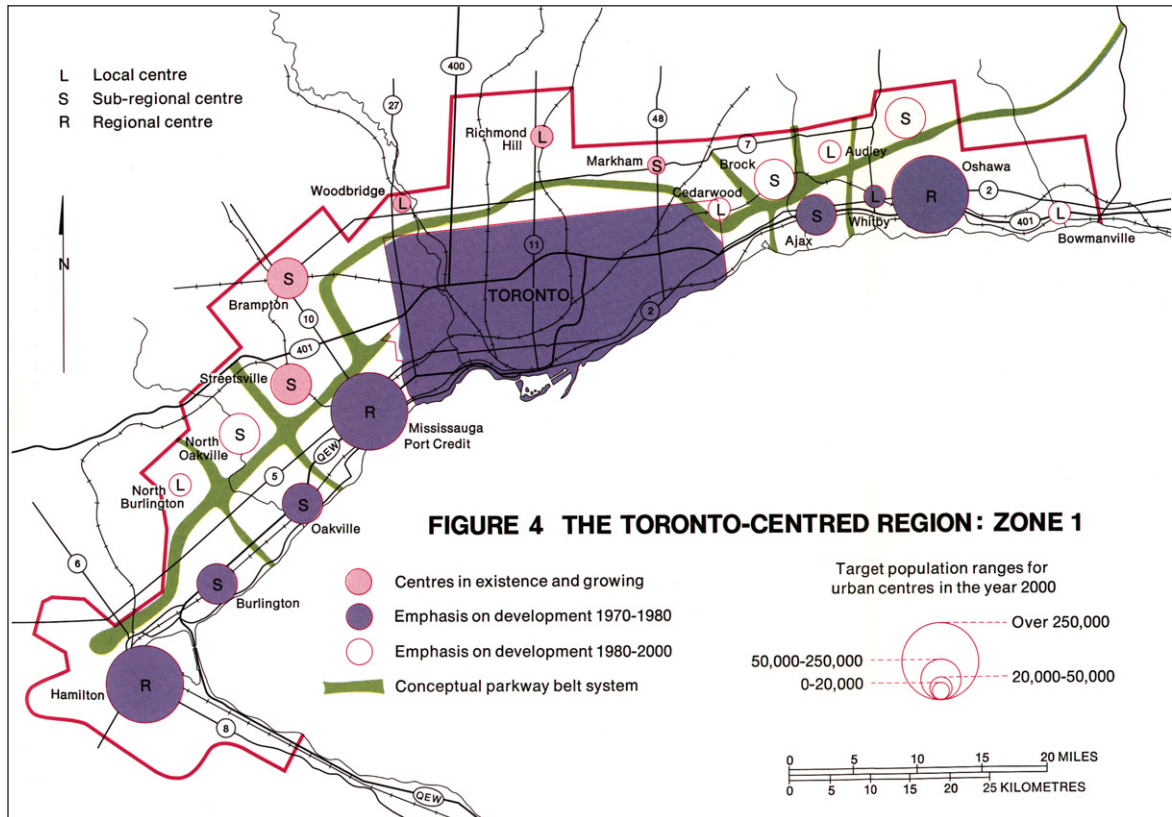 L Local centre
S Sub-regional centre
R Regional centre
400
27
Richmond
Hill
L
48
Markham
S
7
Brock
S
S
L
Audley
Oshawa
R
2
Woodbridge
L
Cedarwood
L
S
Ajax
L
Whitby
401
L
Bowmanville
N
11
TORONTO
2
S
Brampton
10
401
Streetsville
S
R
Mississauga
Port Credit
S
North
Oakville
QEW
5
L
North
Burlington
S
Oakville
6
S
Burlington
R
Hamilton
8
QEW
FIGURE 4 THE TORONTO-CENTRED REGION: ZONE 1
Centres in existence and growing
Emphasis on development 1970-1980
Emphasis on development 1980-2000
Conceptual parkway belt system
Target population ranges for
urban centres in the year 2000
Over 250,000
50,000-250,000
20,000-50,000
0-20,000
0 5 10 15 20 MILES
0 5 10 15 20 25 KILOMETRES